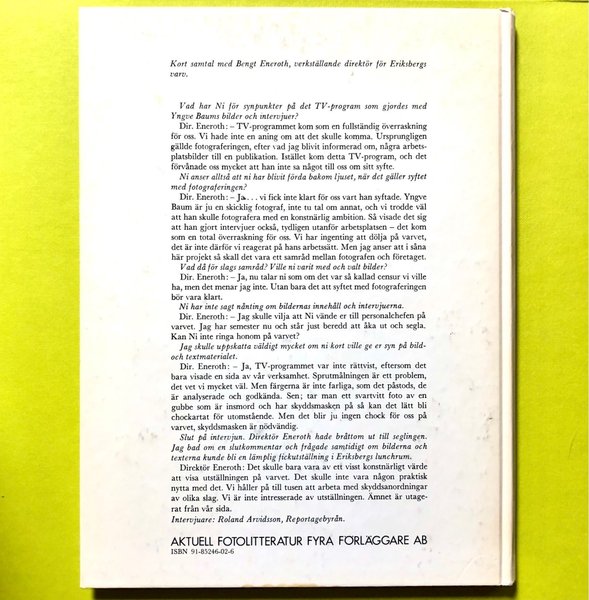 Kort samtal med Bengt Eneroth, verkställande direktör för Eriksbergs
varv.
Vad har Ni för synpunkter på det TV-program som gjordes med
Yngve Baums bilder och intervjuer?
Dir. Eneroth: – TV-programmet kom som en fullständig överraskning
för oss. Vi hade inte en aning om att det skulle komma. Ursprungligen
gällde fotograferingen, efter vad jag blivit informerad om, några arbets-
platsbilder till en publikation. Istället kom detta TV-program, och det
förvånade oss mycket att han inte sa något till oss om sitt syfte.
Ni anser alltså att ni har blivit förda bakom ljuset, när det gäller syftet
med fotograferingen?
Dir. Eneroth: – Ja... vi fick inte klart för oss vart han syftade. Yngve
Baum är ju en skicklig fotograf, inte tu tal om annat, och vi trodde väl
att han skulle fotografera med en konstnärlig ambition. Så visade det sig
att han gjort intervjuer också, tydligen utanför arbetsplatsen – det kom
som en total överraskning för oss. Vi har ingenting att dölja på varvet,
det är inte därför vi reagerat på hans arbetssätt. Men jag anser att i såna
här projekt så skall det vara ett samråd mellan fotografen och företaget.
Vad då för slags samråd? Ville ni varit med och valt bilder?
Dir. Eneroth: – Ja, nu talar ni som om det var så kallad censur vi ville
ha, men det menar jag inte. Utan bara det att syftet med fotograferingen
bör vara klart.
Ni har inte sagt nånting om bildernas innehåll och intervjuerna.
Dir. Eneroth: – Jag skulle vilja att Ni vände er till personalchefen på
varvet. Jag har semester nu och står just beredd att åka ut och segla.
Kan Ni inte ringa honom på varvet?
Jag skulle uppskatta väldigt mycket om ni kort ville ge er syn på bild-
och textmaterialet.
Dir. Eneroth: – Ja, TV-programmet var inte rättvist, eftersom det
bara visade en sida av vår verksamhet. Sprutmålningen är ett problem,
det vet vi mycket väl. Men färgerna är inte farliga, som det påstods, de
är analyserade och godkända. Sen; tar man ett svartvitt foto av en
gubbe som är insmord och har skyddsmasken på så kan det lätt bli
chockartat för utomstående. Men det blir ju ingen chock för oss på
varvet, skyddsmasken är nödvändig.
Slut på intervjun. Direktör Eneroth hade bråttom ut till seglingen.
Jag bad om en slutkommentar och frågade samtidigt om bilderna och
texterna kunde bli en lämplig fickutställning i Eriksbergs lunchrum.
Direktör Eneroth: Det skulle bara vara av ett visst konstnärligt värde
att visa utställningen på varvet. Det skulle inte vara någon praktisk
nytta med det. Vi håller på till tusen att arbeta med skyddsanordningar
av olika slag. Vi är inte intresserade av utställningen. Ämnet är utage-
rat från vår sida.
Intervjuare: Roland Arvidsson, Reportagebyrån.
AKTUELL FOTOLITTERATUR FYRA FÖRLÄGGARE AB
ISBN 91-85246-02-6